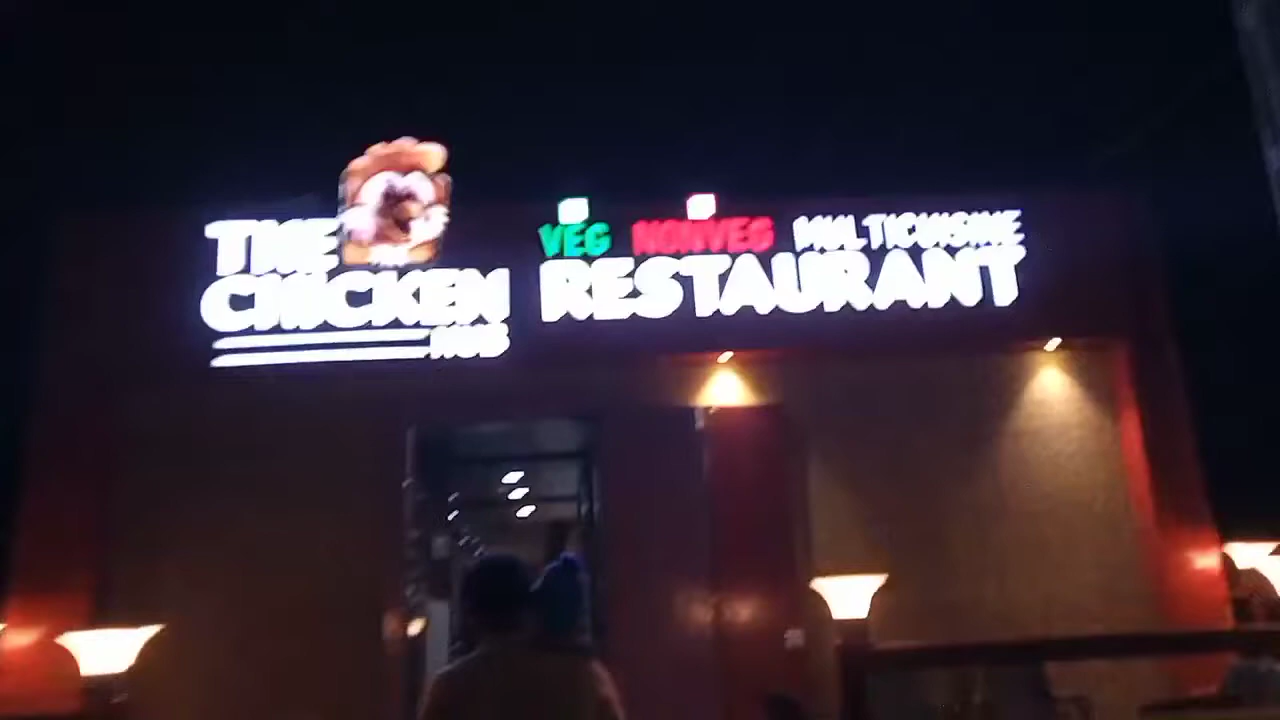 THE
CHICKEN
HUB
VEG NONVEG MULTICUISINE
RESTAURANT